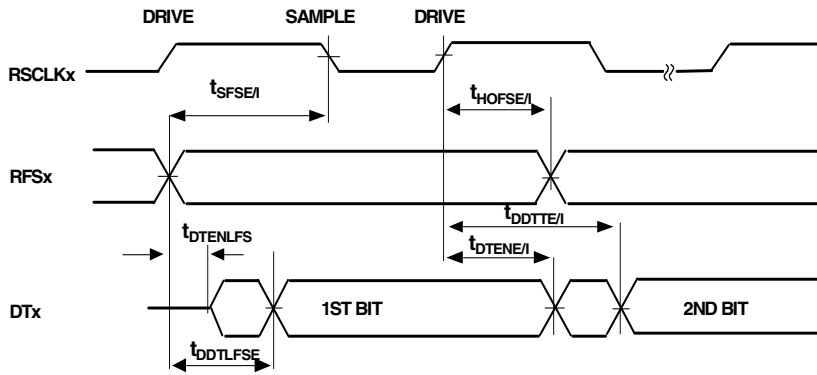 DRIVE SAMPLE DRIVE
RSCLKx
tSFSE/I
tHOFSE/I
RFSx
tDDTTE/I
tDTENLFS
tDTENE/I
DTx
1ST BIT
2ND BIT
tDDTLFSE